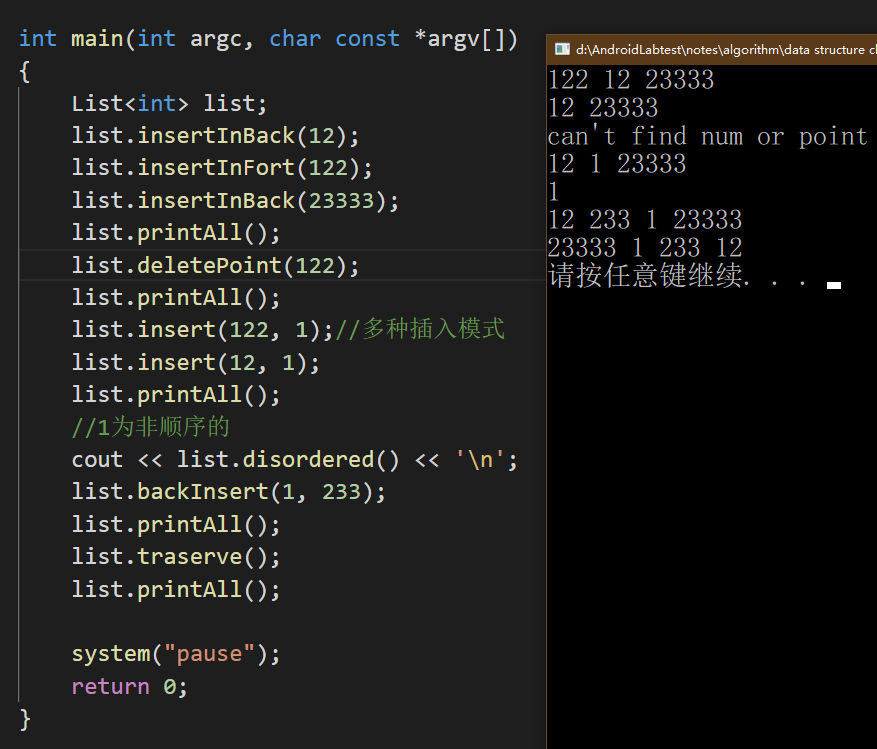 int main(int argc, char const *argv[])
{
List<int> list;
list.insertInBack(12);
list.insertInFort(122);
list.insertInBack(23333);
list.printAll();
list.deletePoint(122);
list.printAll();
list.insert(122, 1);//多种插入模式
list.insert(12, 1);
list.printAll();
//1为非顺序的
cout << list.disordered() << '\n';
list.backInsert(1, 233);
list.printAll();
list.traserve();
list.printAll();
system("pause");
return 0;
}
d:\AndroidLabtest\notes\algorithm\data structure
122 12 23333
12 23333
can't find num or point
12 1 23333
1
12 233 1 23333
23333 1 233 12
请按任意键继续. . .